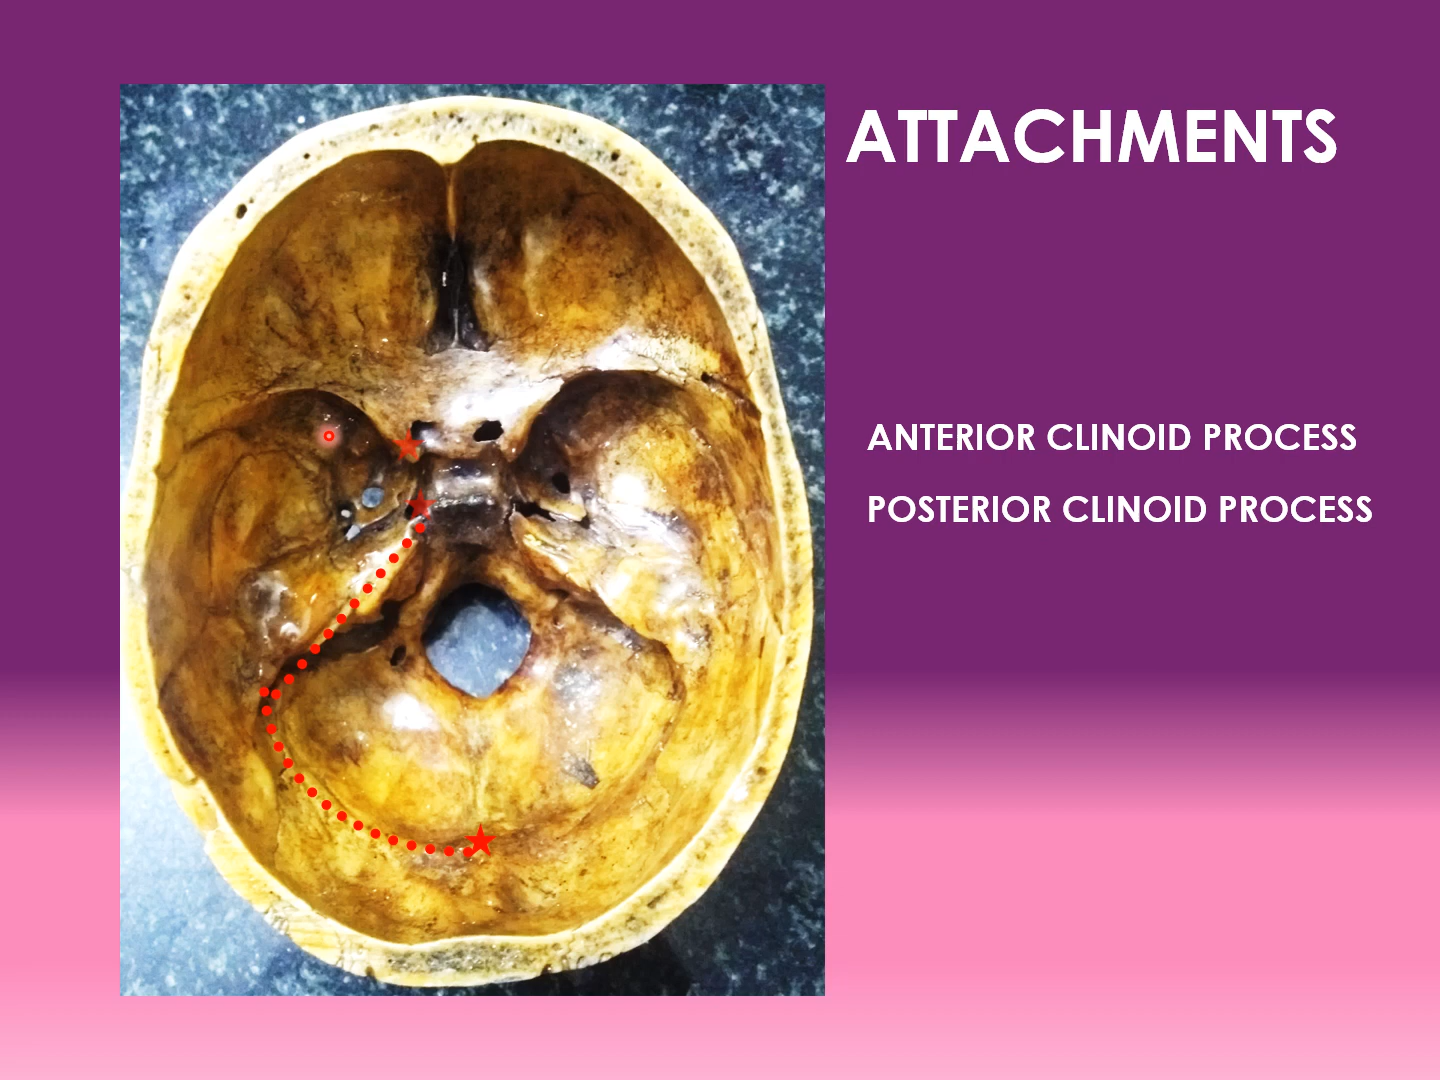 ATTACHMENTS
ANTERIOR CLINOID PROCESS
POSTERIOR CLINOID PROCESS